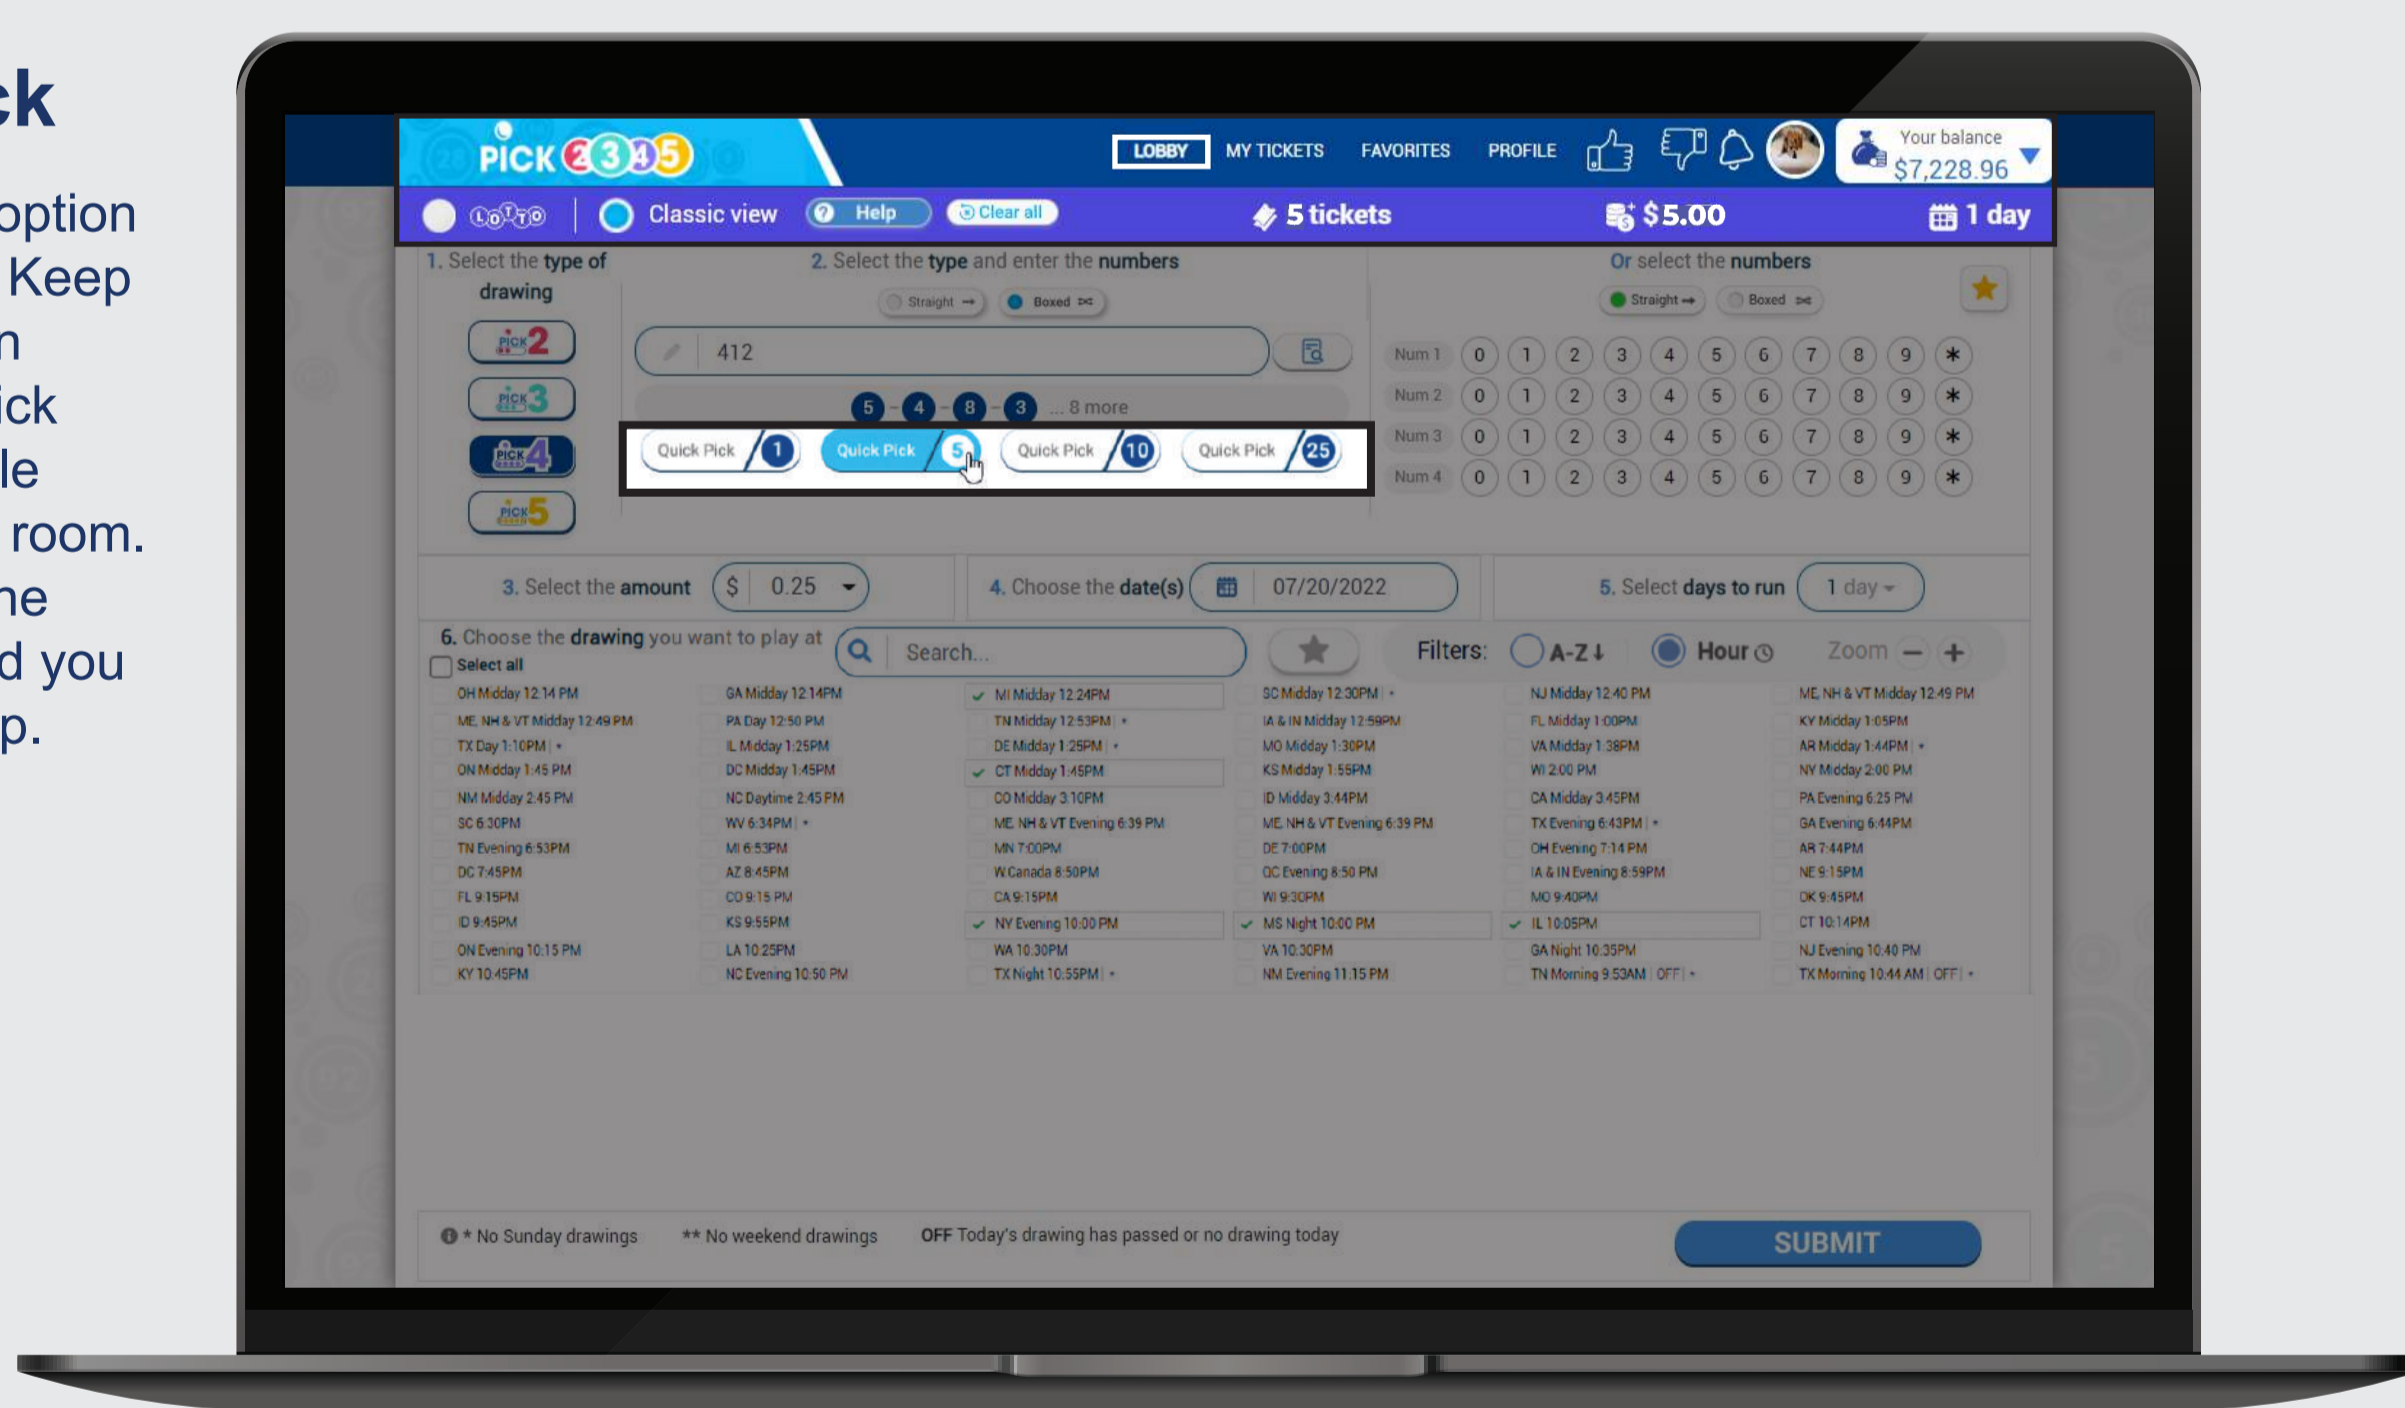 ck
option
Keep
n
ick
le
room.
ne
d you
p.
PICK 2345
LOBBY MY TICKETS FAVORITES PROFILE
Your balance
$7,228.96
LOTTO Classic view Help Clear all 5 tickets $5.00 1 day
1. Select the type of
drawing
PICK 2
PICK 3
PICK 4
PICK 5
2. Select the type and enter the numbers
Straight Boxed
412
5 - 4 - 8 - 3 ... 8 more
Quick Pick / 1 Quick Pick / 5 Quick Pick / 10 Quick Pick / 25
Or select the numbers
Straight Boxed
Num 1 0 1 2 3 4 5 6 7 8 9 *
Num 2 0 1 2 3 4 5 6 7 8 9 *
Num 3 0 1 2 3 4 5 6 7 8 9 *
Num 4 0 1 2 3 4 5 6 7 8 9 *
3. Select the amount $ 0.25 4. Choose the date(s) 07/20/2022 5. Select days to run 1 day
6. Choose the drawing you want to play at Search... Filters: A-Z Hour Zoom - +
Select all
OH Midday 12.14 PM GA Midday 12.14PM MI Midday 12.24PM SC Midday 12.30PM | * NJ Midday 12.40 PM ME, NH & VT Midday 12.49 PM
ME, NH & VT Midday 12:49 PM PA Day 12:50 PM TN Midday 12:53PM | * IA & IN Midday 12:59PM FL Midday 1:00PM KY Midday 1:05PM
TX Day 1:10PM | * IL Midday 1:25PM DE Midday 1:25PM | * MO Midday 1:30PM VA Midday 1:38PM AR Midday 1:44PM | *
ON Midday 1:45 PM DC Midday 1:45PM CT Midday 1:45PM KS Midday 1:55PM WI 2:00 PM NY Midday 2:00 PM
NM Midday 2:45 PM NC Daytime 2:45 PM CO Midday 3:10PM ID Midday 3:44PM CA Midday 3:45PM PA Evening 6:25 PM
SC 6:30PM WV 6:34PM | * ME, NH & VT Evening 6:39 PM ME, NH & VT Evening 6:39 PM TX Evening 6:43PM | * GA Evening 6:44PM
TN Evening 6:53PM MI 6:53PM MN 7:00PM DE 7:00PM OH Evening 7:14 PM AR 7:44PM
DC 7:45PM AZ 8:45PM W.Canada 8:50PM QC Evening 8:50 PM IA & IN Evening 8:59PM NE 9:15PM
FL 9:15PM CO 9:15 PM CA 9:15PM WI 9:30PM MO 9:40PM OK 9:45PM
ID 9:45PM KS 9:55PM NY Evening 10:00 PM MS Night 10:00 PM IL 10:05PM CT 10:14PM
ON Evening 10:15 PM LA 10:25PM WA 10:30PM VA 10:30PM GA Night 10:35PM NJ Evening 10:40 PM
KY 10:45PM NC Evening 10:50 PM TX Night 10:55PM | * NM Evening 11:15 PM TN Morning 9:53AM | OFF | * TX Morning 10:44 AM | OFF | *
* No Sunday drawings ** No weekend drawings OFF Today's drawing has passed or no drawing today SUBMIT